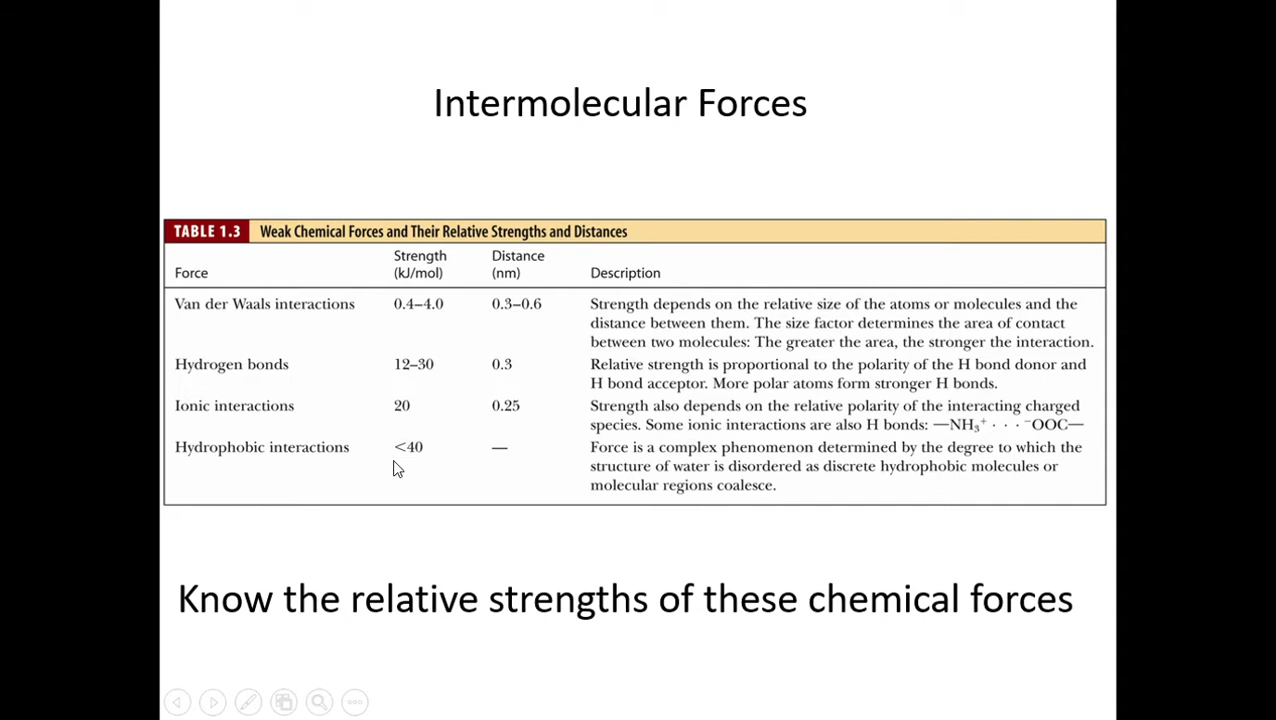 Intermolecular Forces
TABLE 1.3 Weak Chemical Forces and Their Relative Strengths and Distances
Force Strength (kJ/mol) Distance (nm) Description
Van der Waals interactions 0.4–4.0 0.3–0.6 Strength depends on the relative size of the atoms or molecules and the
distance between them. The size factor determines the area of contact
between two molecules: The greater the area, the stronger the interaction.
Hydrogen bonds 12–30 0.3 Relative strength is proportional to the polarity of the H bond donor and
H bond acceptor. More polar atoms form stronger H bonds.
Ionic interactions 20 0.25 Strength also depends on the relative polarity of the interacting charged
species. Some ionic interactions are also H bonds: —NH₃⁺ · · · ⁻OOC—
Hydrophobic interactions <40 — Force is a complex phenomenon determined by the degree to which the
structure of water is disordered as discrete hydrophobic molecules or
molecular regions coalesce.
Know the relative strengths of these chemical forces